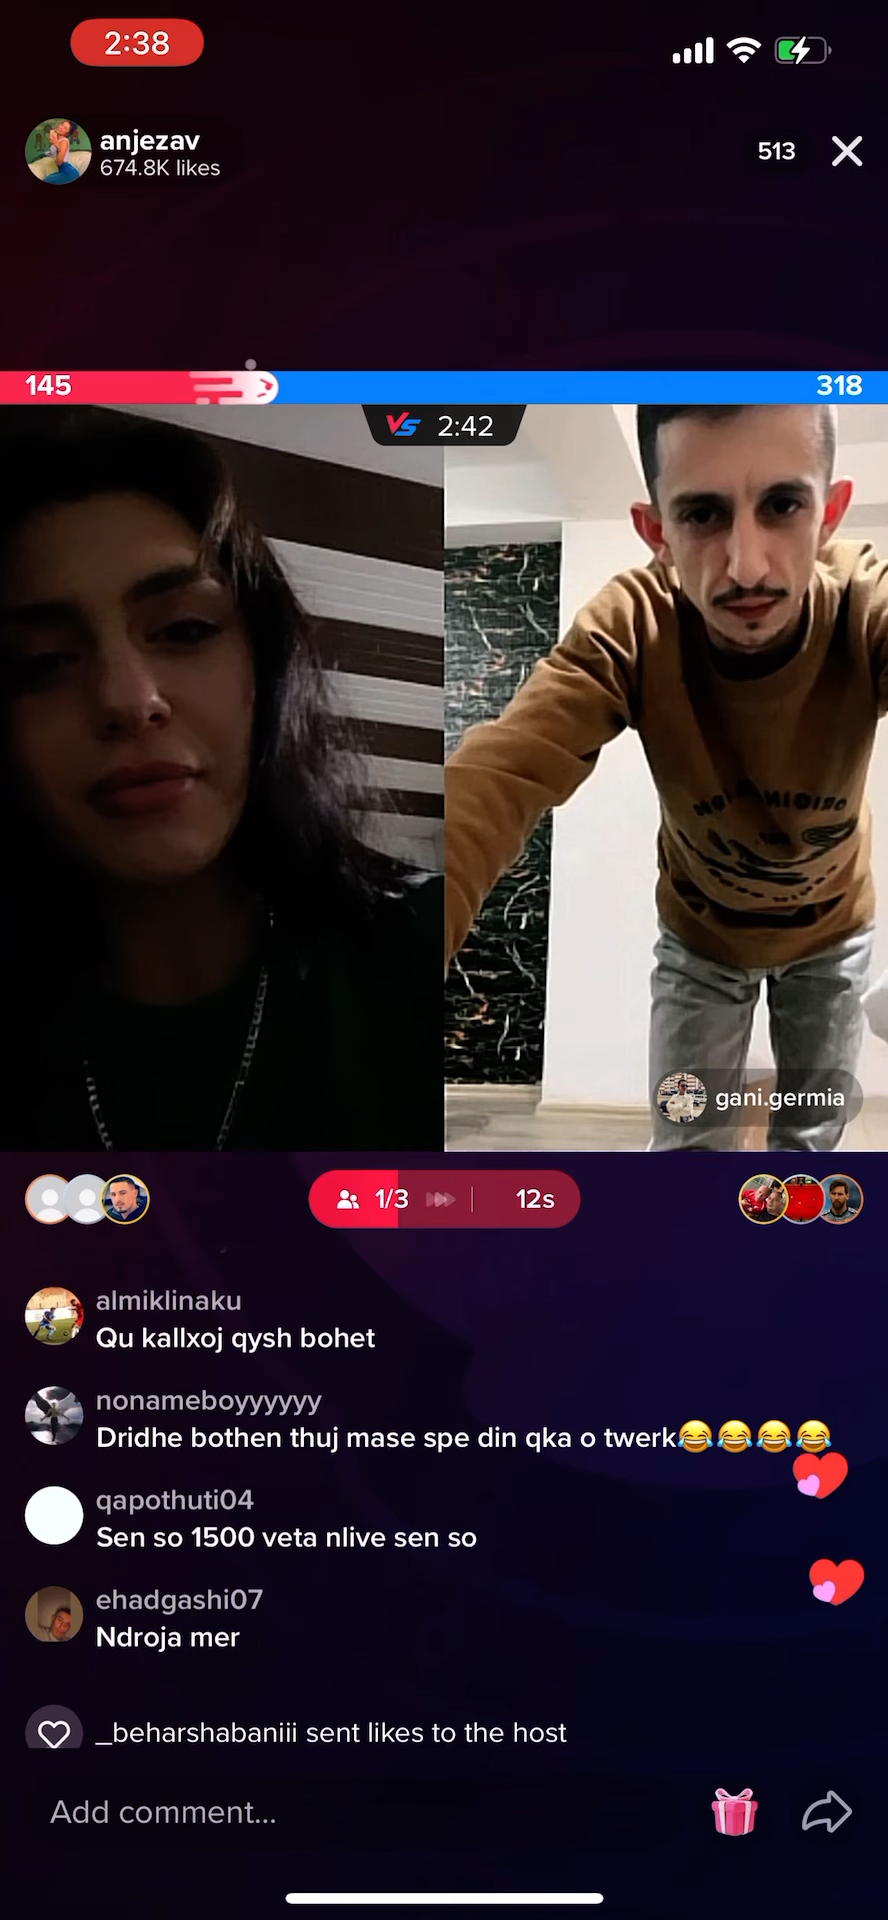 2:38
anjezav
674.8K likes
513
145
318
VS 2:42
gani.germia
1/3
12s
almiklinaku
Qu kallxoj qysh bohet
nonameboyyyyyy
Dridhe bothen thuj mase spe din qka o twerk😂😂😂😂
qapothuti04
Sen so 1500 veta nlive sen so
ehadgashi07
Ndroja mer
_beharshabaniii sent likes to the host
Add comment...